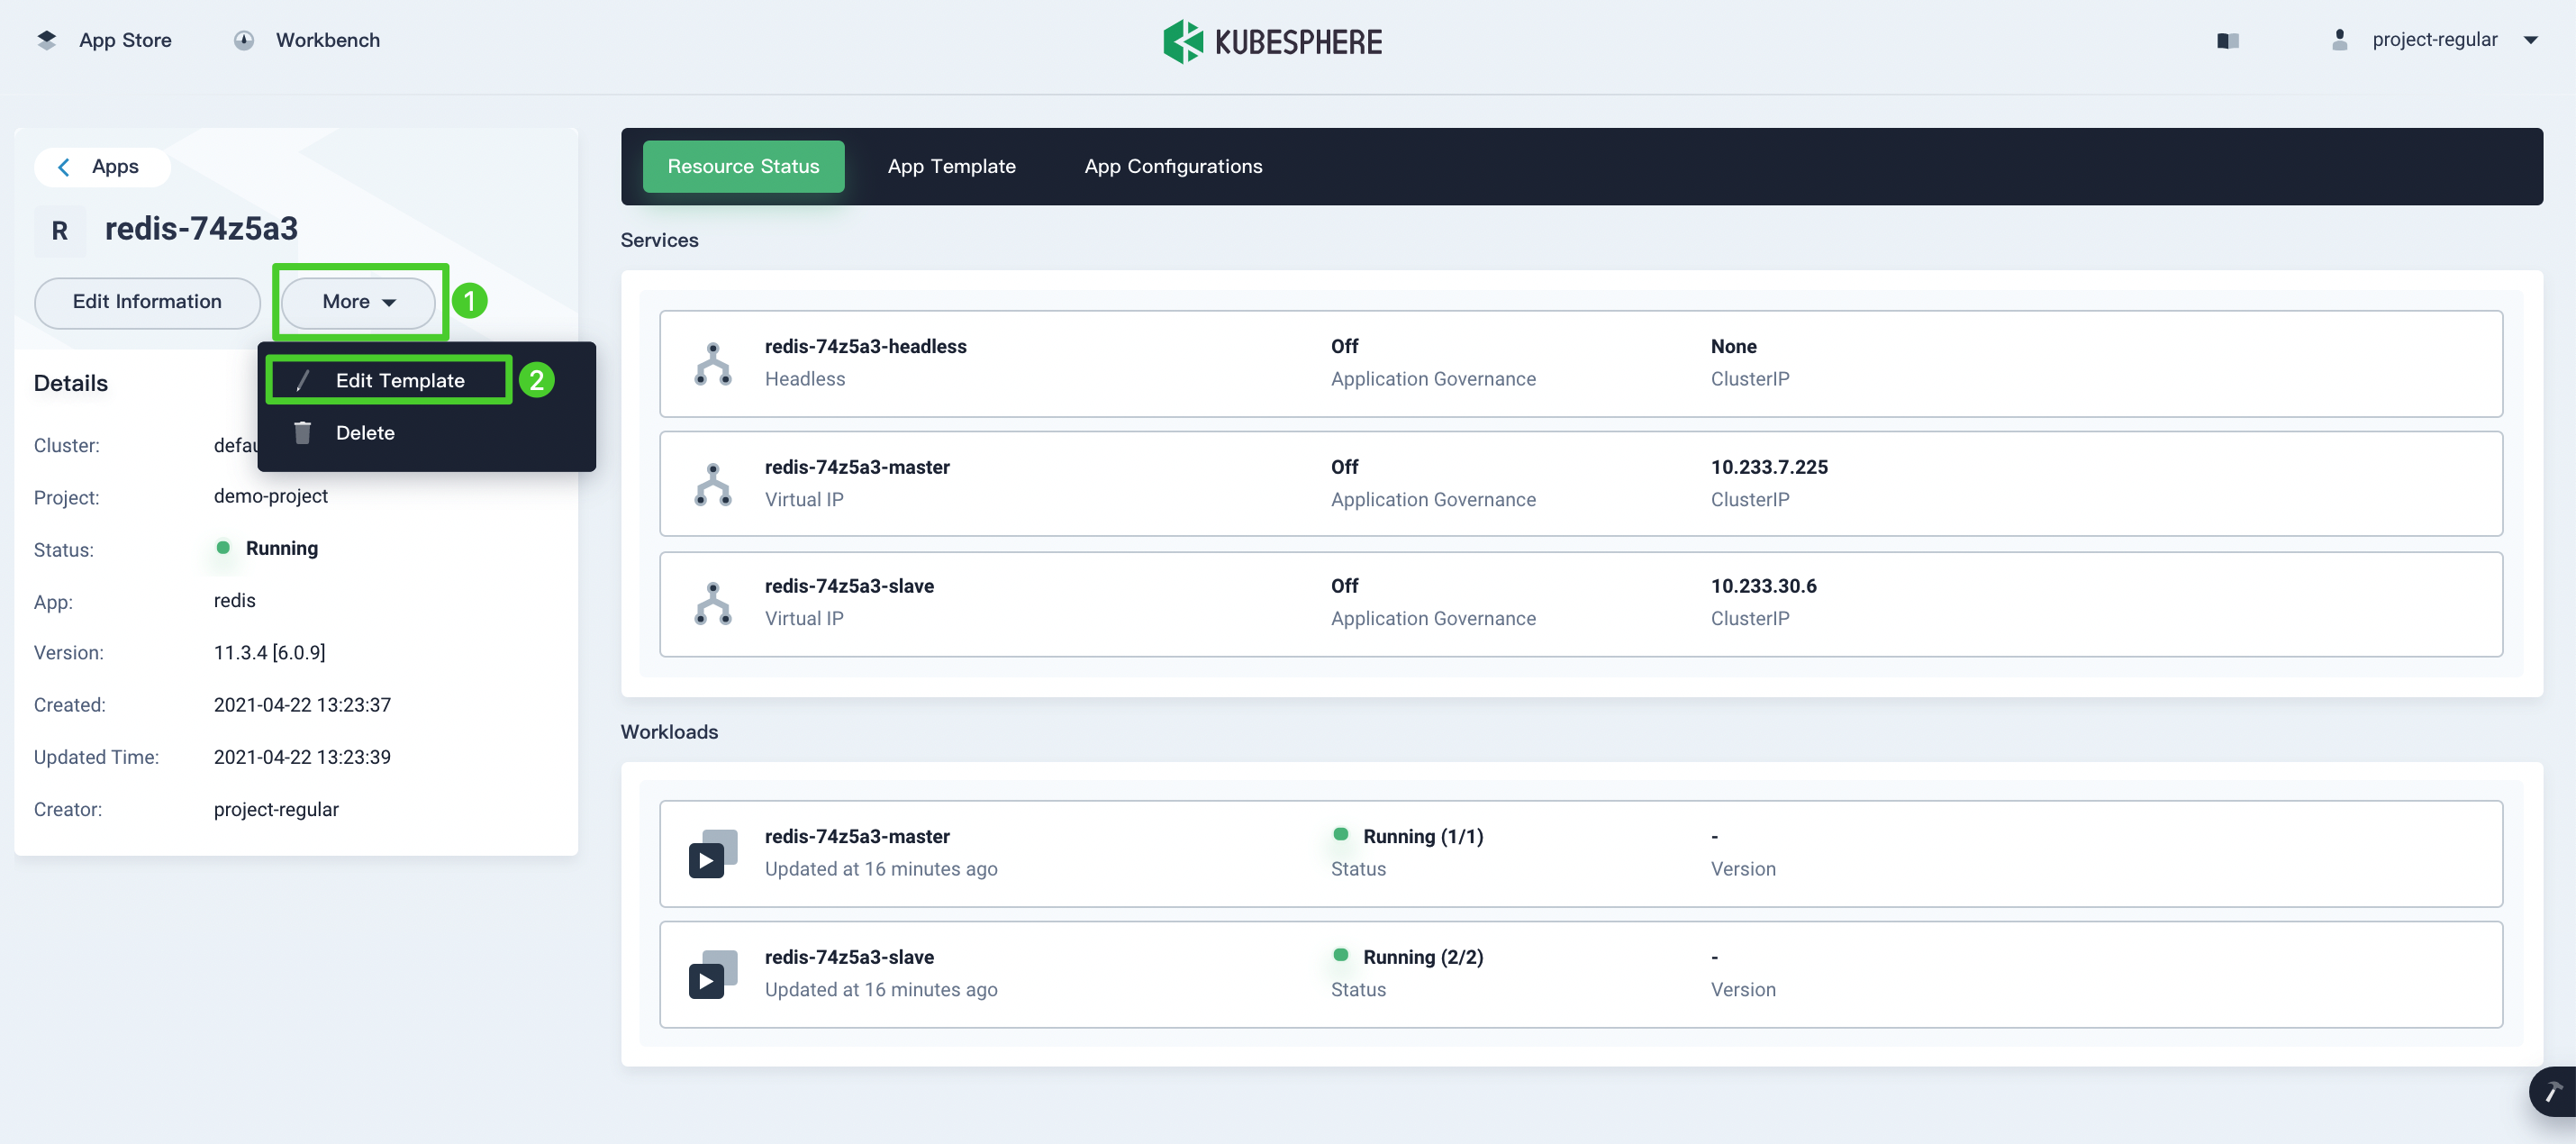 App Store
Workbench
KUBESPHERE
project-regular
Apps
R
redis-74z5a3
Edit Information
More
1
Edit Template
2
Delete
Details
Cluster:
Project: demo-project
Status: Running
App: redis
Version: 11.3.4 [6.0.9]
Created: 2021-04-22 13:23:37
Updated Time: 2021-04-22 13:23:39
Creator: project-regular
Resource Status
App Template
App Configurations
Services
redis-74z5a3-headless Off None
Headless Application Governance ClusterIP
redis-74z5a3-master Off 10.233.7.225
Virtual IP Application Governance ClusterIP
redis-74z5a3-slave Off 10.233.30.6
Virtual IP Application Governance ClusterIP
Workloads
redis-74z5a3-master Running (1/1) -
Updated at 16 minutes ago Status Version
redis-74z5a3-slave Running (2/2) -
Updated at 16 minutes ago Status Version